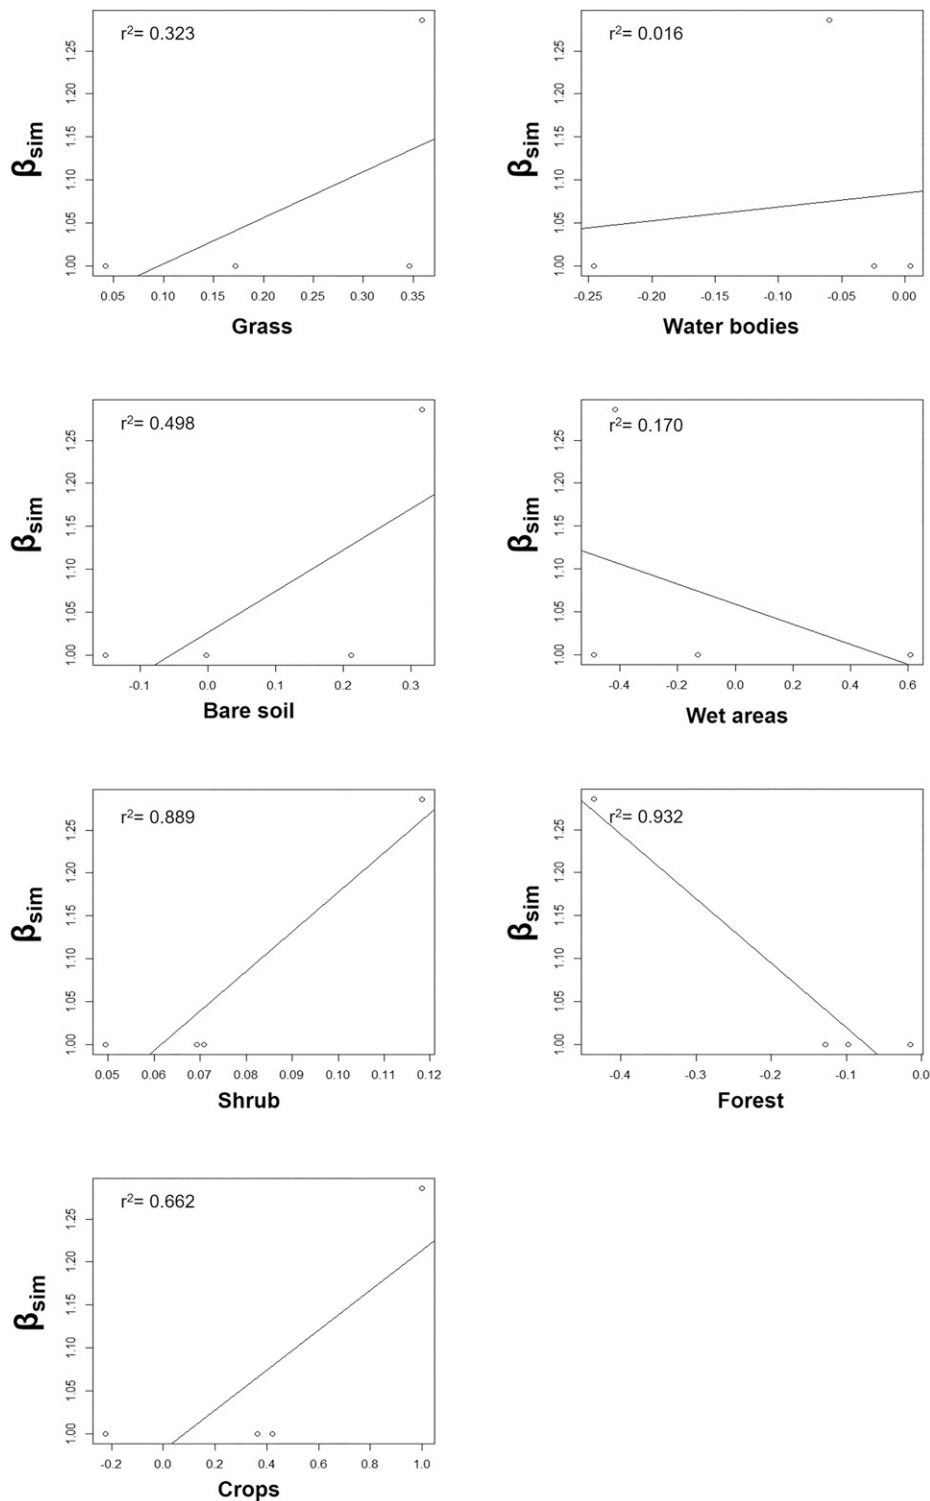 r²= 0.323
βsim
1.00 1.05 1.10 1.15 1.20 1.25
0.05 0.10 0.15 0.20 0.25 0.30 0.35
Grass
r²= 0.016
βsim
1.00 1.05 1.10 1.15 1.20 1.25
-0.25 -0.20 -0.15 -0.10 -0.05 0.00
Water bodies
r²= 0.498
βsim
1.00 1.05 1.10 1.15 1.20 1.25
-0.1 0.0 0.1 0.2 0.3
Bare soil
r²= 0.170
βsim
1.00 1.05 1.10 1.15 1.20 1.25
-0.4 -0.2 0.0 0.2 0.4 0.6
Wet areas
r²= 0.889
βsim
1.00 1.05 1.10 1.15 1.20 1.25
0.05 0.06 0.07 0.08 0.09 0.10 0.11 0.12
Shrub
r²= 0.932
βsim
1.00 1.05 1.10 1.15 1.20 1.25
-0.4 -0.3 -0.2 -0.1 0.0
Forest
r²= 0.662
βsim
1.00 1.05 1.10 1.15 1.20 1.25
-0.2 0.0 0.2 0.4 0.6 0.8 1.0
Crops